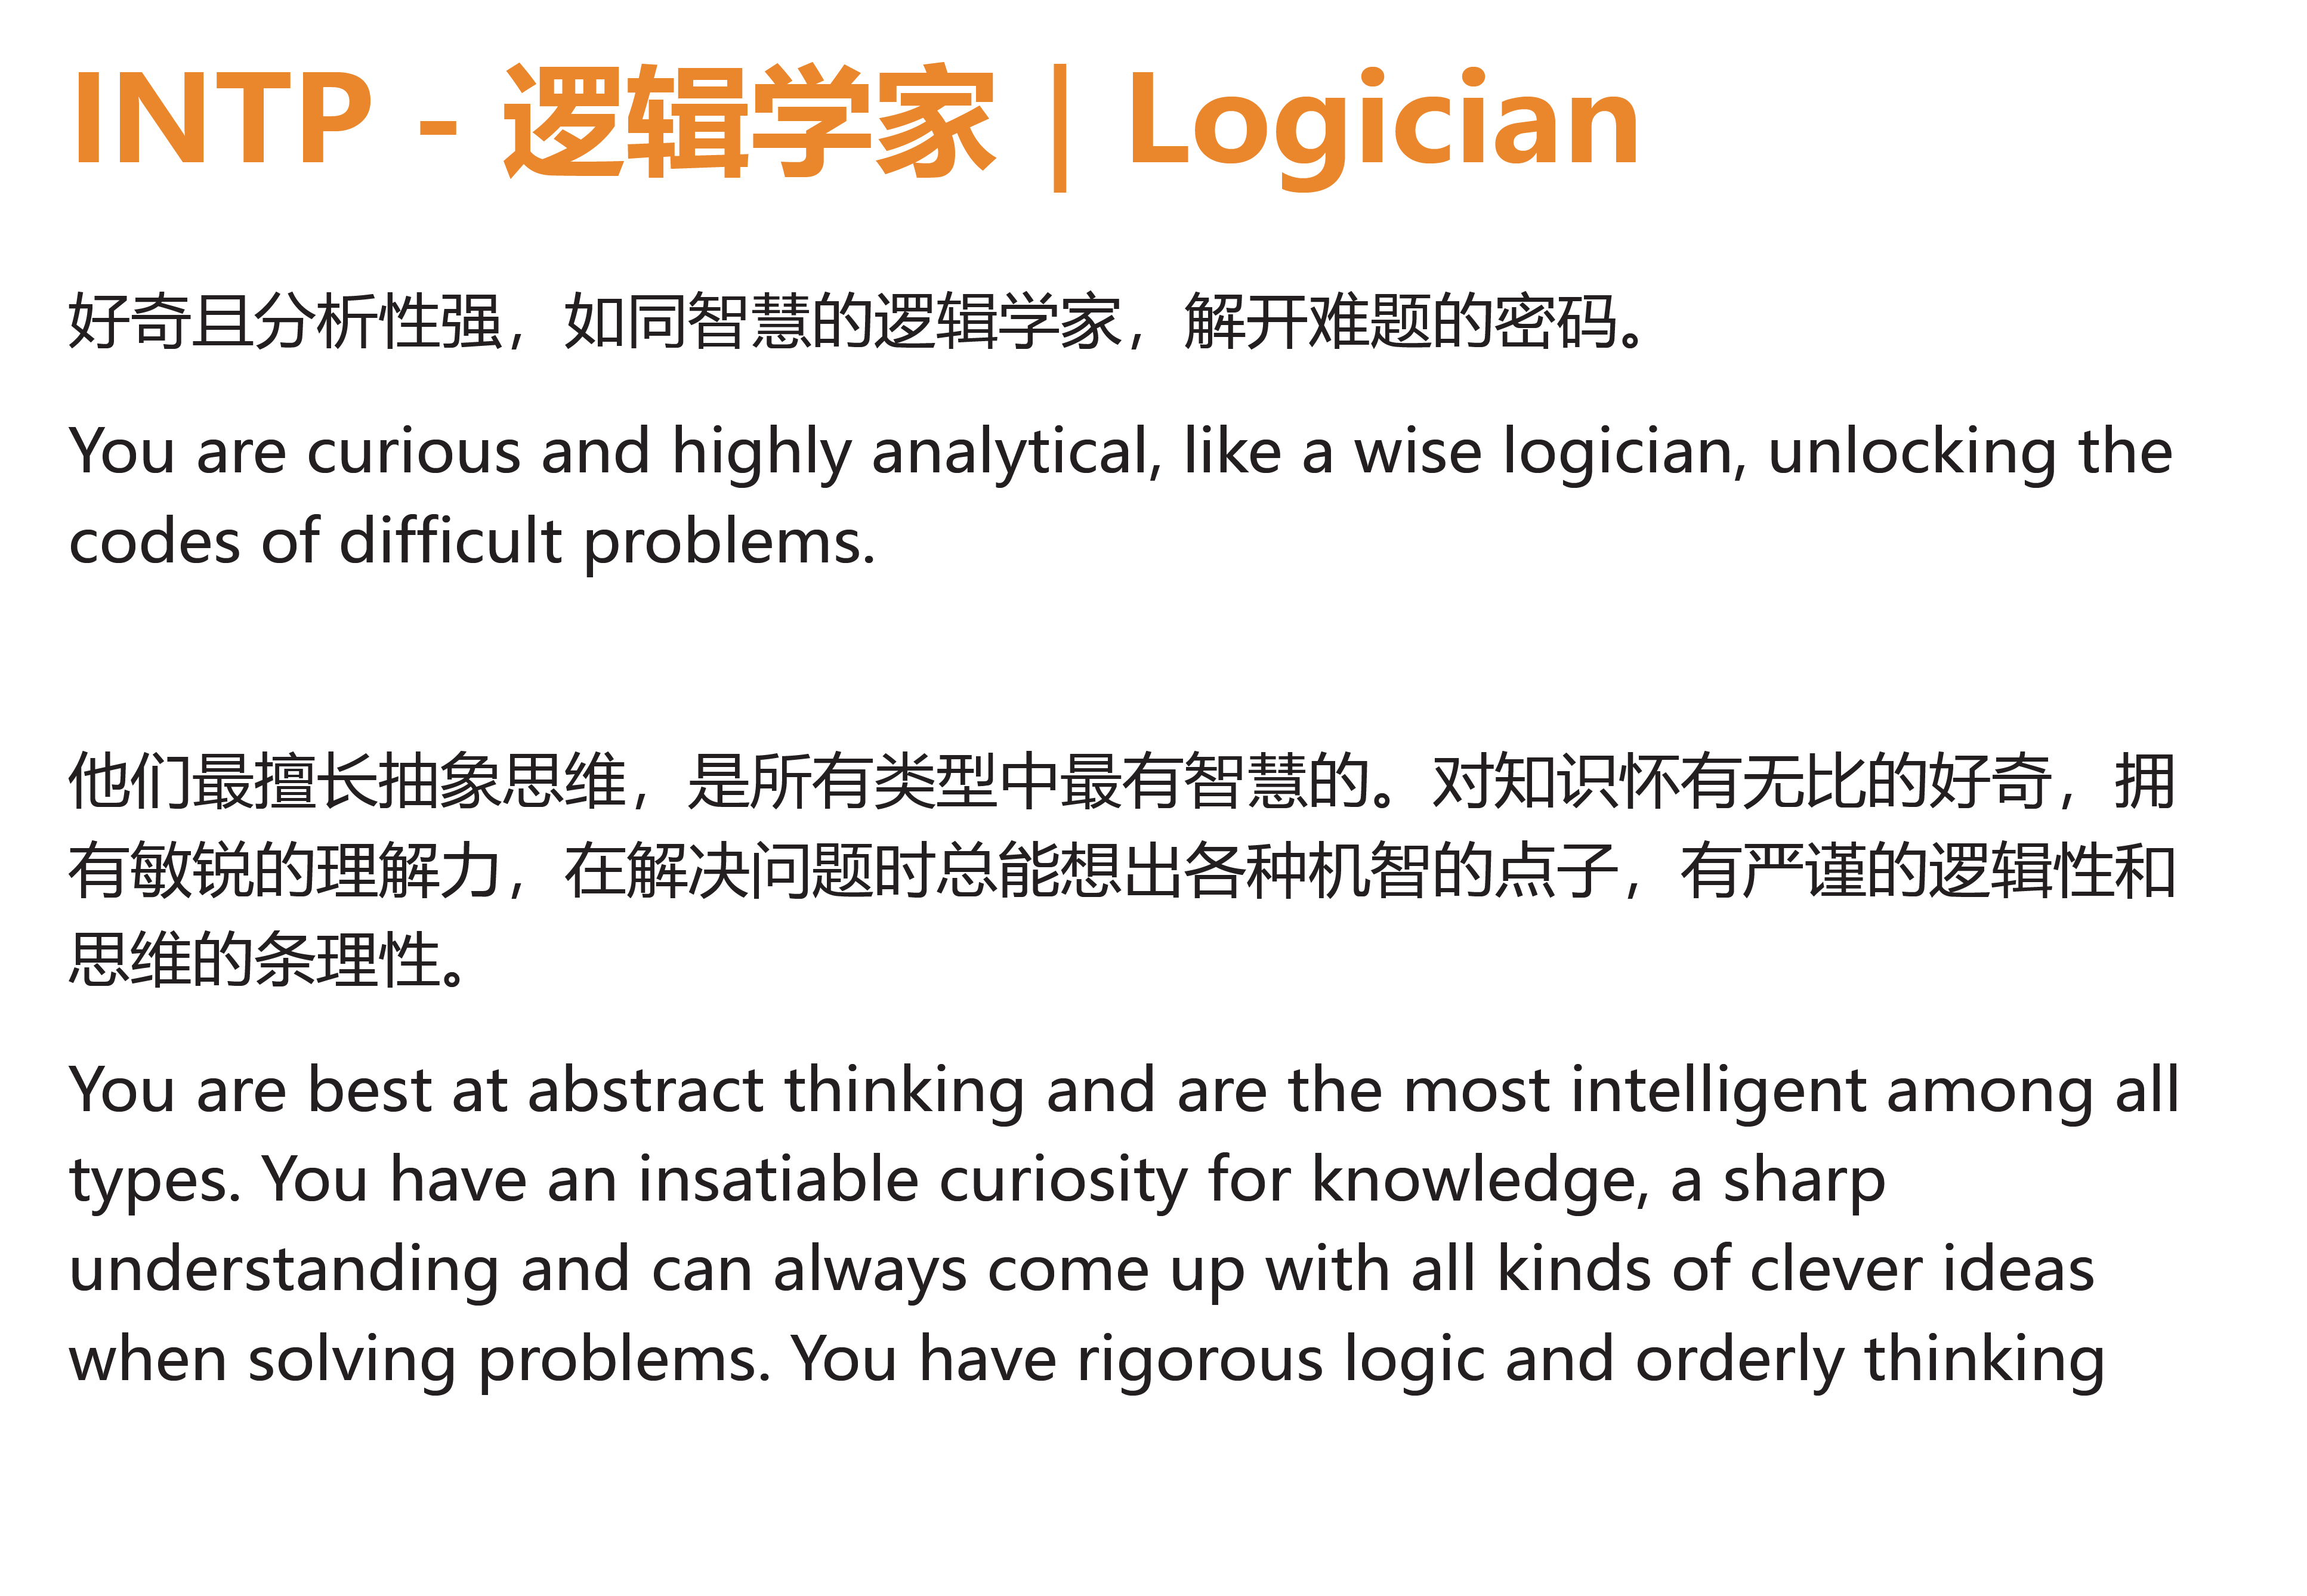 INTP - 逻辑学家 | Logician
好奇且分析性强，如同智慧的逻辑学家，解开难题的密码。
You are curious and highly analytical, like a wise logician, unlocking the
codes of difficult problems.
他们最擅长抽象思维，是所有类型中最有智慧的。对知识怀有无比的好奇，拥
有敏锐的理解力，在解决问题时总能想出各种机智的点子，有严谨的逻辑性和
思维的条理性。
You are best at abstract thinking and are the most intelligent among all
types. You have an insatiable curiosity for knowledge, a sharp
understanding and can always come up with all kinds of clever ideas
when solving problems. You have rigorous logic and orderly thinking